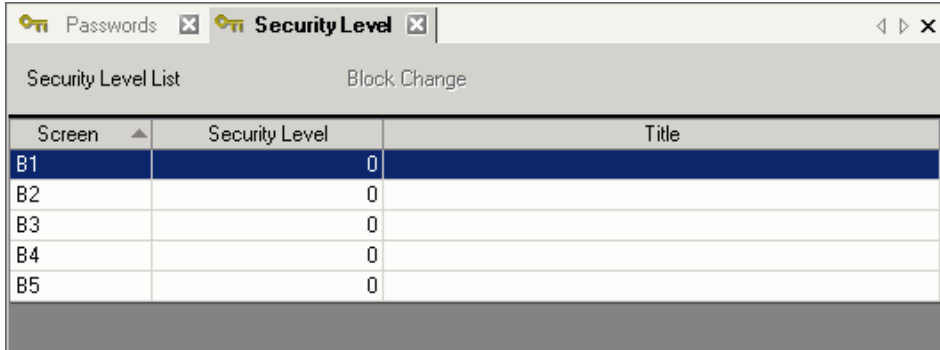 Passwords Security Level
Security Level List Block Change
Screen Security Level Title
B1 0
B2 0
B3 0
B4 0
B5 0